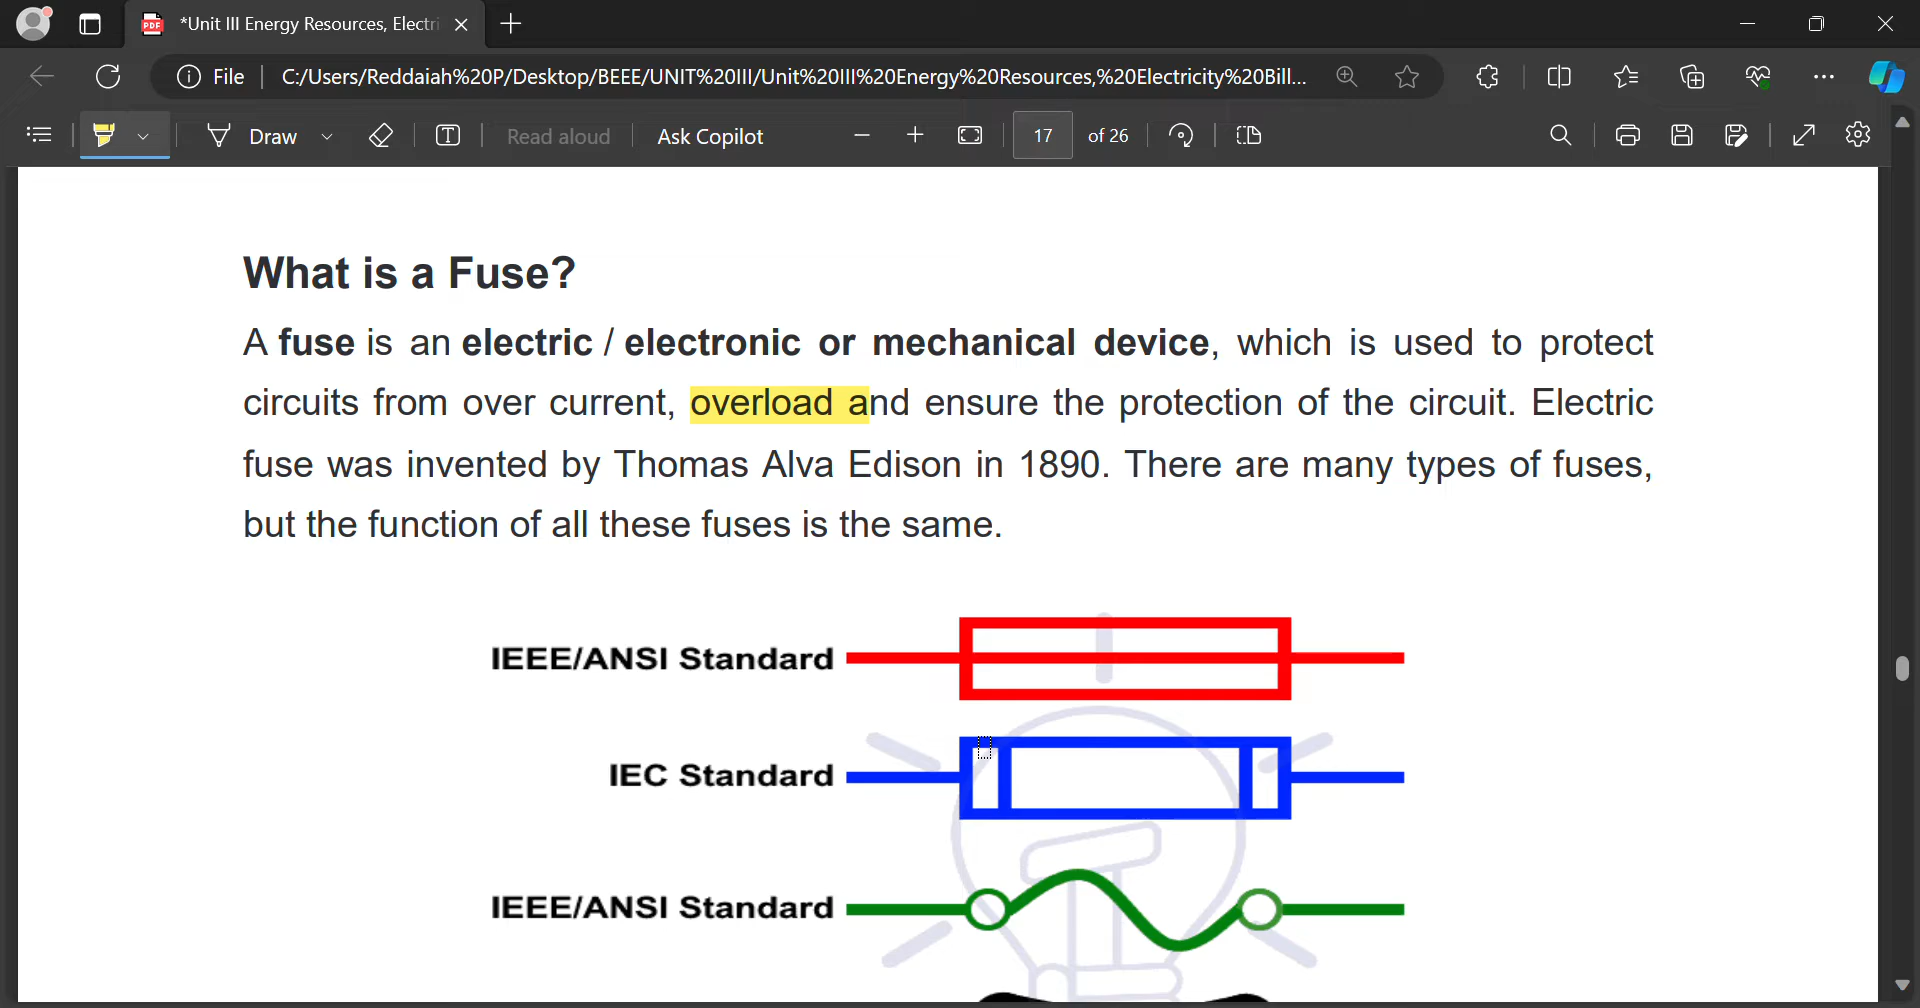 *Unit III Energy Resources, Electri
File
C:/Users/Reddaiah%20P/Desktop/BEEE/UNIT%20III/Unit%20III%20Energy%20Resources,%20Electricity%20Bill...
Draw
Read aloud
Ask Copilot
17
of 26
What is a Fuse?
A fuse is an electric / electronic or mechanical device, which is used to protect
circuits from over current, overload and ensure the protection of the circuit. Electric
fuse was invented by Thomas Alva Edison in 1890. There are many types of fuses,
but the function of all these fuses is the same.
IEEE/ANSI Standard
IEC Standard
IEEE/ANSI Standard